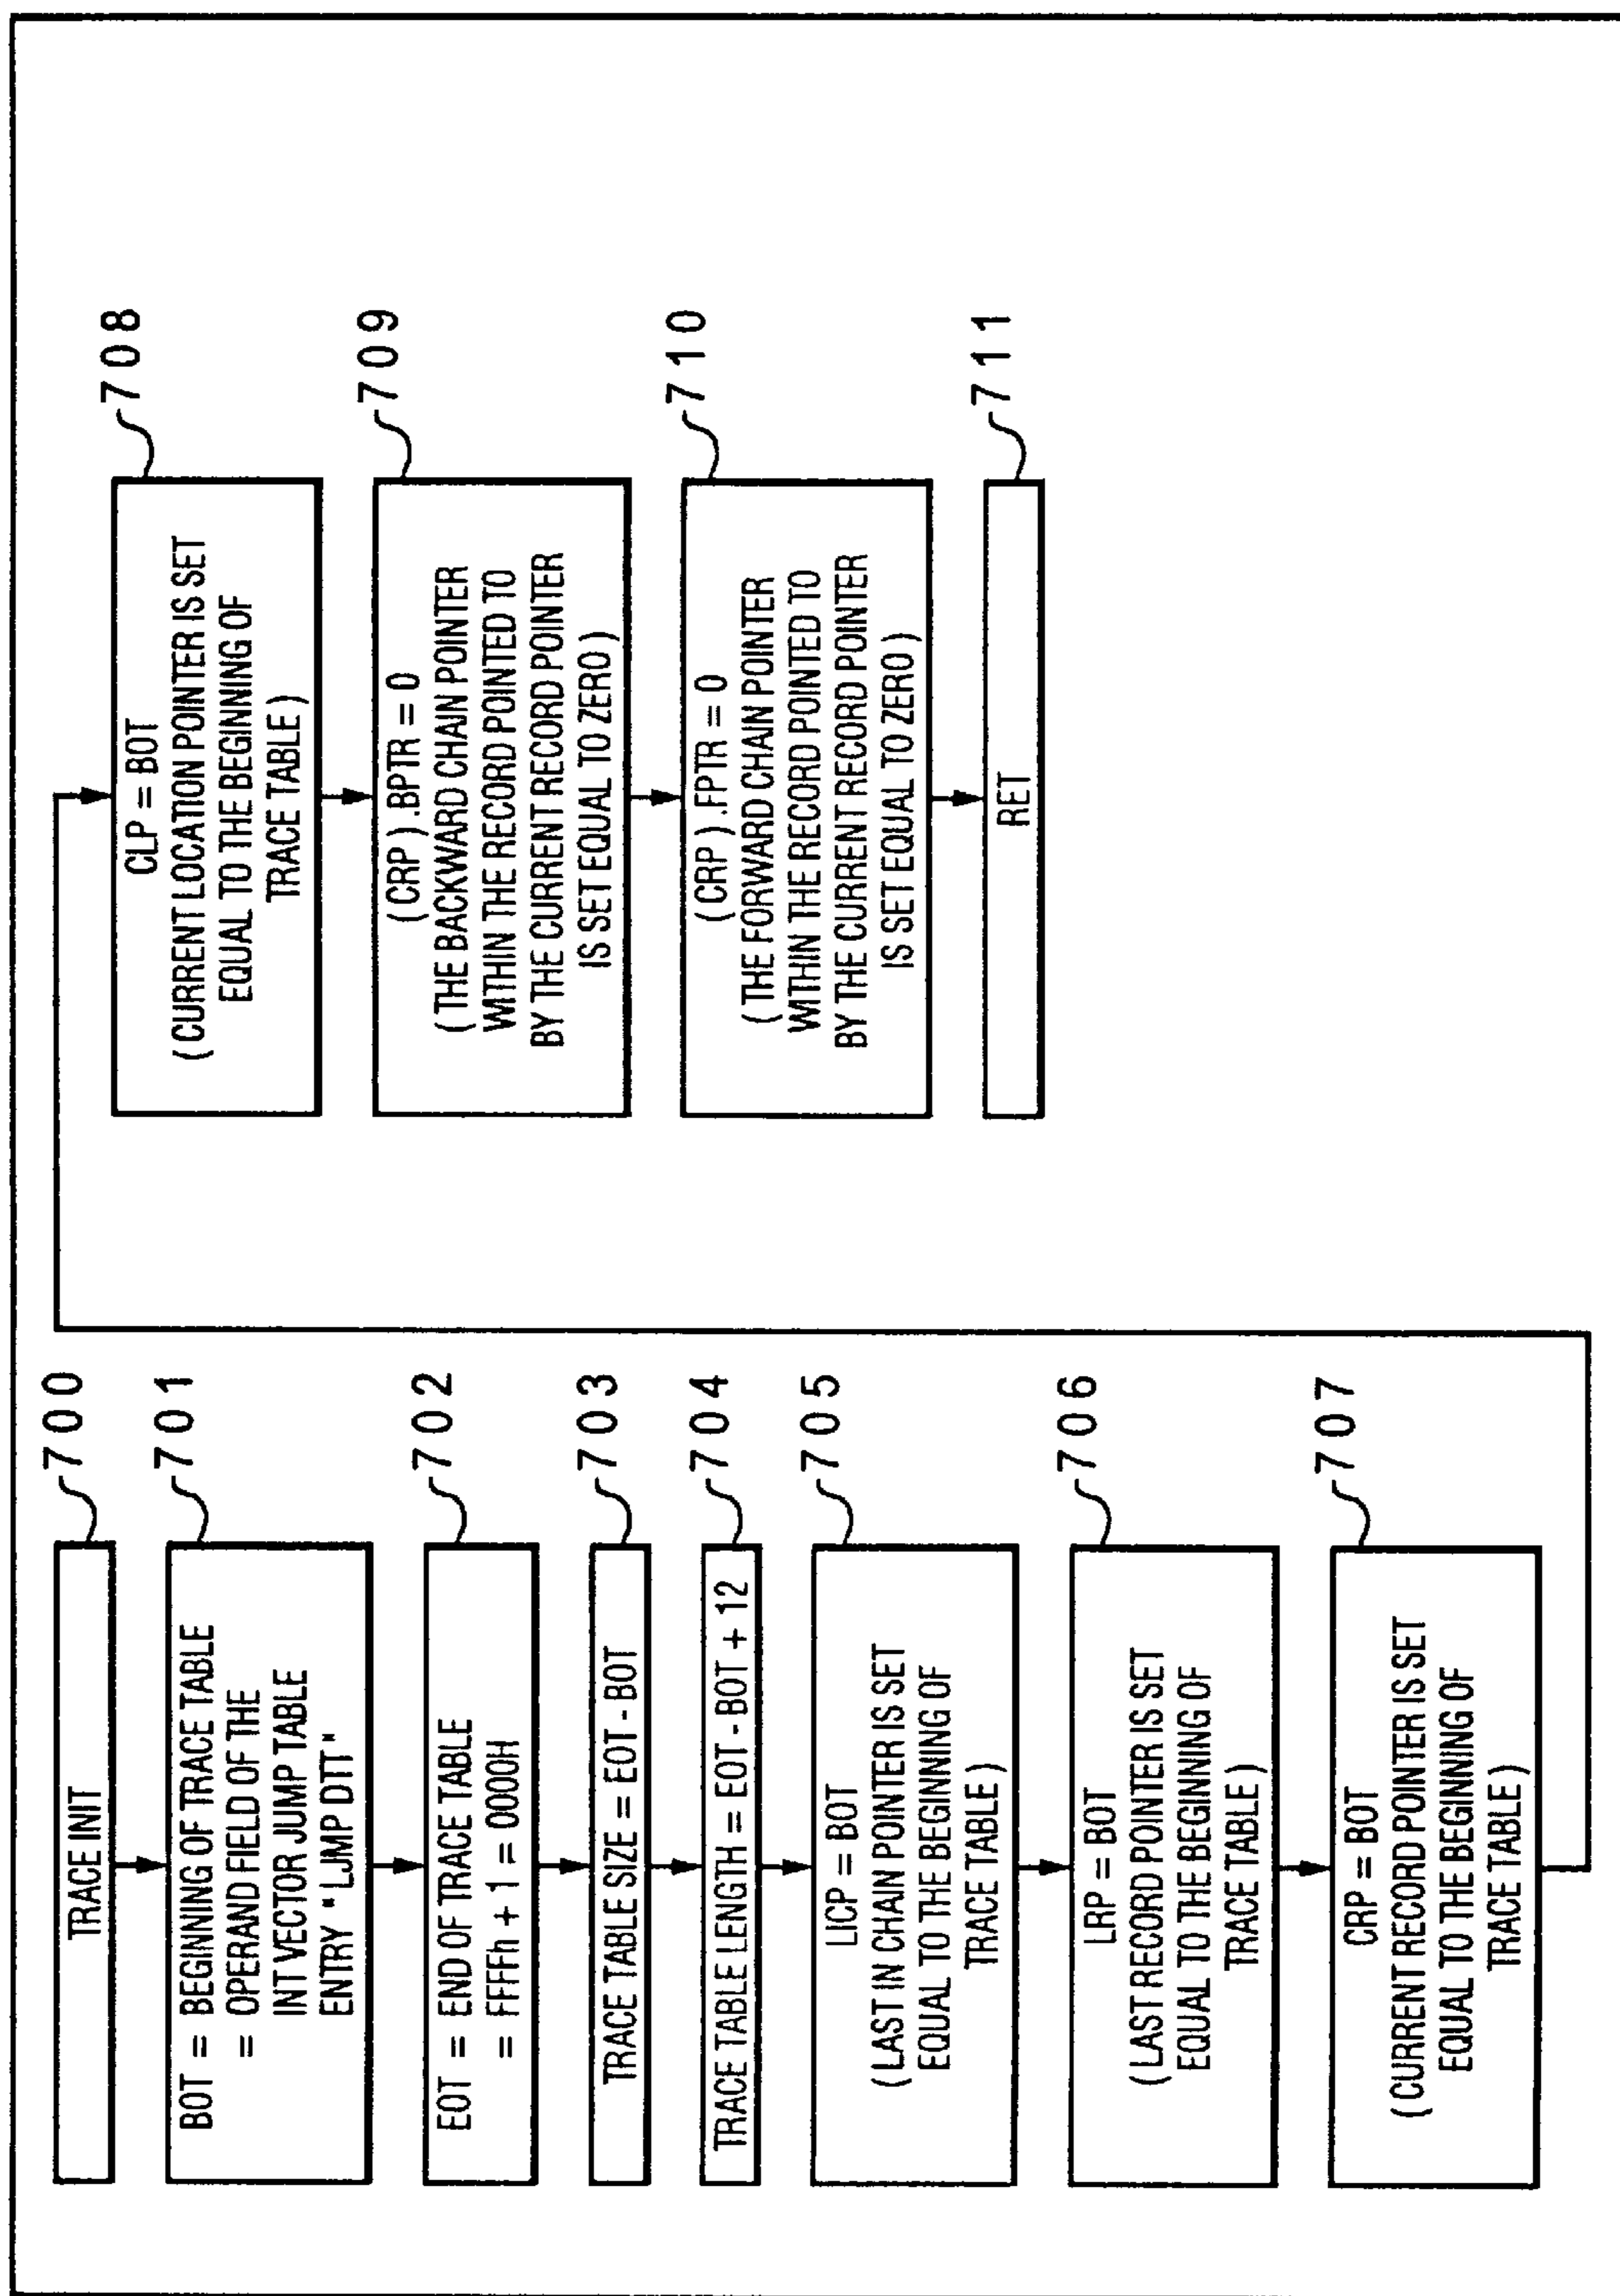 TRACE INIT
700
BOT = BEGINNING OF TRACE TABLE
= OPERAND FIELD OF THE
INT VECTOR JUMP TABLE
ENTRY "LJMP DTT"
701
EOT = END OF TRACE TABLE
= FFFFh + 1 = 0000H
702
TRACE TABLE SIZE = EOT - BOT
703
TRACE TABLE LENGTH = EOT - BOT + 12
704
LICP = BOT
(LAST IN CHAIN POINTER IS SET
EQUAL TO THE BEGINNING OF
TRACE TABLE)
705
LRP = BOT
(LAST RECORD POINTER IS SET
EQUAL TO THE BEGINNING OF
TRACE TABLE)
706
CRP = BOT
(CURRENT RECORD POINTER IS SET
EQUAL TO THE BEGINNING OF
TRACE TABLE)
707
CLP = BOT
(CURRENT LOCATION POINTER IS SET
EQUAL TO THE BEGINNING OF
TRACE TABLE)
708
(CRP).BPTR = 0
(THE BACKWARD CHAIN POINTER
WITHIN THE RECORD POINTED TO
BY THE CURRENT RECORD POINTER
IS SET EQUAL TO ZERO)
709
(CRP).FPTR = 0
(THE FORWARD CHAIN POINTER
WITHIN THE RECORD POINTED TO
BY THE CURRENT RECORD POINTER
IS SET EQUAL TO ZERO)
710
RET
711